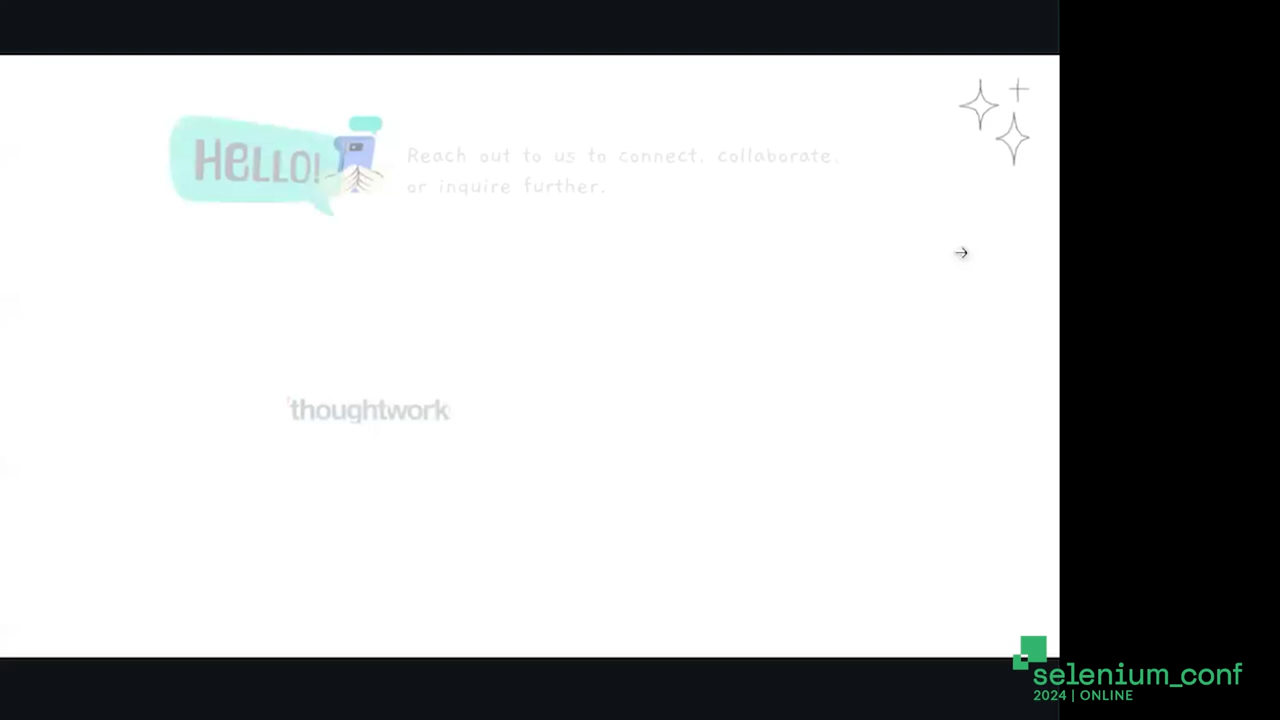 HELLO!
Reach out to us to connect, collaborate,
or inquire further.
thoughtwork
selenium_conf
2024 | ONLINE